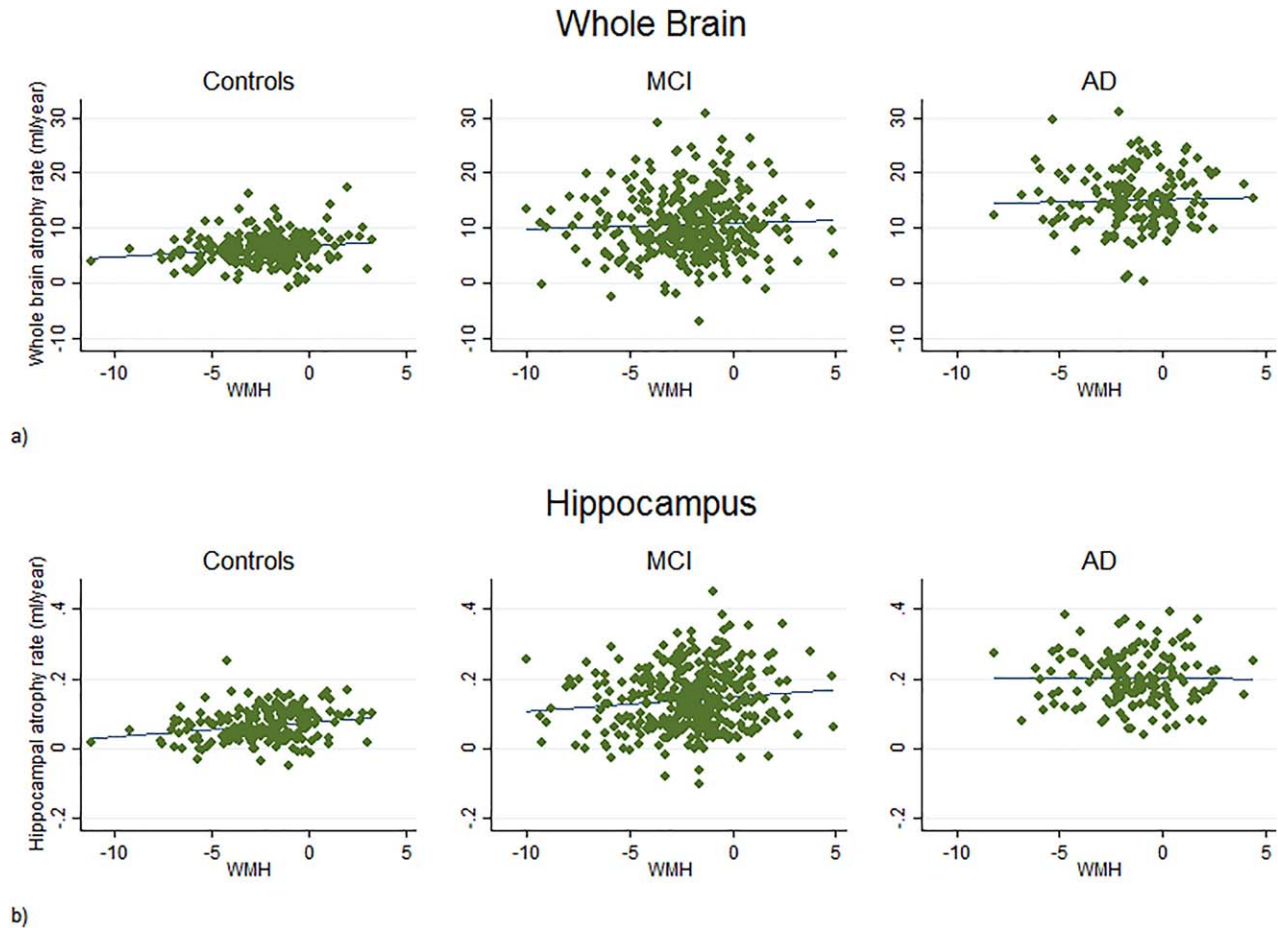 Whole Brain
Controls MCI AD
Whole brain atrophy rate (ml/year)
30 30 30
20 20 20
10 10 10
0 0 0
-10 -10 -10
-10 -5 0 5 -10 -5 0 5 -10 -5 0 5
WMH WMH WMH
a)
Hippocampus
Controls MCI AD
Hippocampal atrophy rate (ml/year)
.4 .4 .4
.2 .2 .2
0 0 0
-.2 -.2 -.2
-10 -5 0 5 -10 -5 0 5 -10 -5 0 5
WMH WMH WMH
b)